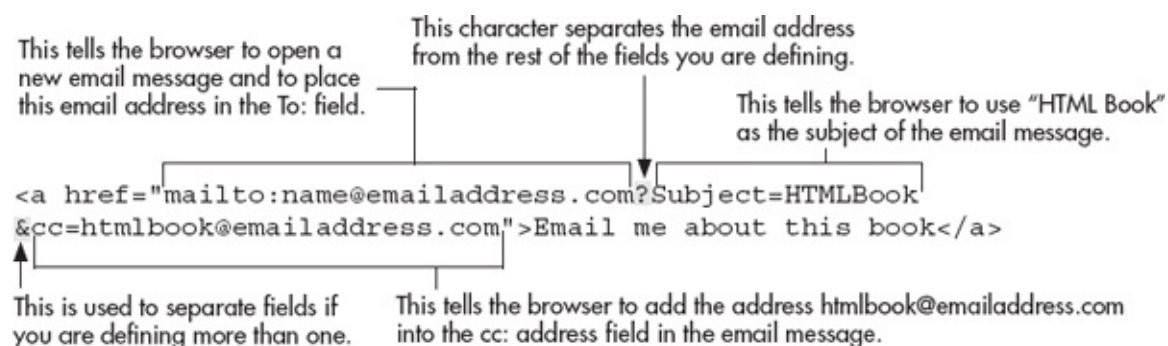 This tells the browser to open a
new email message and to place
this email address in the To: field.
This character separates the email address
from the rest of the fields you are defining.
This tells the browser to use “HTML Book”
as the subject of the email message.
<a href="mailto:name@emailaddress.com?Subject=HTMLBook
&cc=htmlbook@emailaddress.com">Email me about this book</a>
This is used to separate fields if
you are defining more than one.
This tells the browser to add the address htmlbook@emailaddress.com
into the cc: address field in the email message.